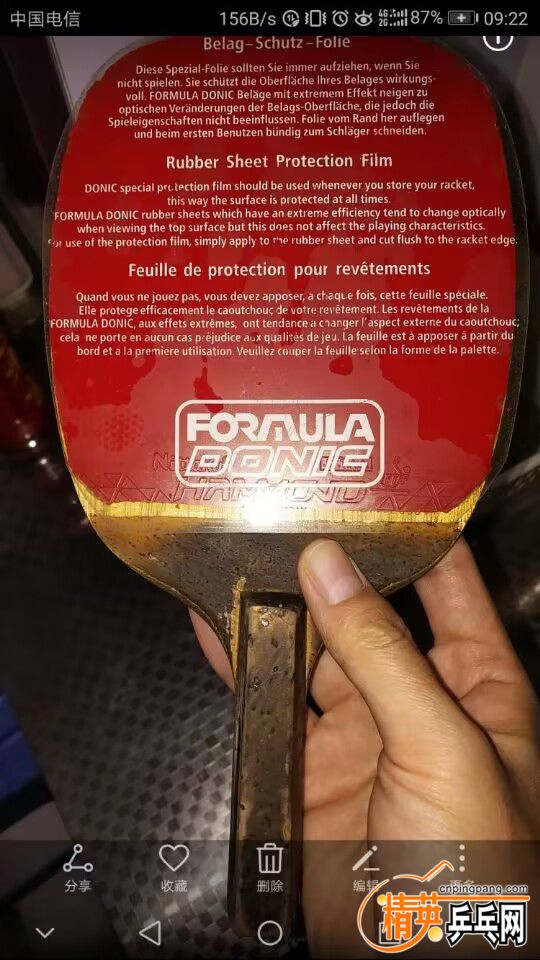 中国电信 156B/s 4G 2G 87% 09:22
Belag-Schutz-Folie
Diese Spezial-Folie sollten Sie immer aufziehen, wenn Sie
nicht spielen. Sie schützt die Oberfläche Ihres Belages wirkungs-
voll. FORMULA DONIC Beläge mit extremem Effekt neigen zu
optischen Veränderungen der Belags-Oberfläche, die jedoch die
Spieleigenschaften nicht beeinflussen. Folie vom Rand her auflegen
und beim ersten Benutzen bündig zum Schläger schneiden.
Rubber Sheet Protection Film
DONIC special protection film should be used whenever you store your racket,
this way the surface is protected at all times.
FORMULA DONIC rubber sheets which have an extreme efficiency tend to change optically
when viewing the top surface but this does not affect the playing characteristics.
For use of the protection film, simply apply to the rubber sheet and cut flush to the racket edge.
Feuille de protection pour revêtements
Quand vous ne jouez pas, vous devez apposer, a chaque fois, cette feuille spéciale.
Elle protege efficacement le caoutchouc de votre revêtement. Les revêtements de la
FORMULA DONIC, aux effets extrêmes, ont tendance a changer l'aspect externe du caoutchouc;
cela ne porte en aucun cas préjudice aux qualités de jeu. La feuille est à apposer à partir du
bord et a la premiere utilisation. Veuillez couper la feuille selon la forme de la palette.
FORMULA
DONIC
HAMMOND
分享 收藏 删除 编辑 更多
cnpingpang.com
精英乒乓网